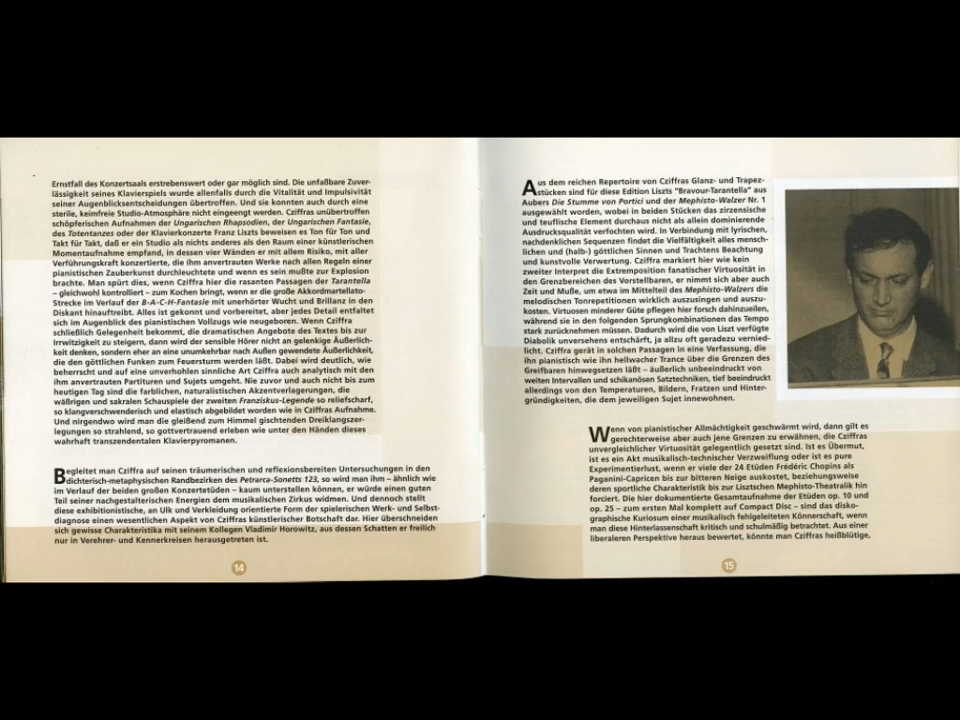 Ernstfall des Konzertsaals erstrebenswert oder gar möglich sind. Die unfaßbare Zuver-
lässigkeit seines Klavierspiels wurde allenfalls durch die Vitalität und Impulsivität
seiner Augenblicksentscheidungen übertroffen. Und sie konnten auch durch eine
sterile, keimfreie Studio-Atmosphäre nicht eingeengt werden. Cziffras unübertroffen
schöpferischen Aufnahmen der Ungarischen Rhapsodien, der Ungarischen Fantasie,
des Totentanzes oder der Klavierkonzerte Franz Liszts beweisen es Ton für Ton und
Takt für Takt, daß er ein Studio als nichts anderes als den Raum einer künstlerischen
Momentaufnahme empfand, in dessen vier Wänden er mit allem Risiko, mit aller
Verführungskraft konzertierte, die ihm anvertrauten Werke nach allen Regeln einer
pianistischen Zauberkunst durchleuchtete und wenn es sein mußte zur Explosion
brachte. Man spürt dies, wenn Cziffra hier die rasanten Passagen der Tarantella
– gleichwohl kontrolliert – zum Kochen bringt, wenn er die große Akkordmartellato-
Strecke im Verlauf der B-A-C-H-Fantasie mit unerhörter Wucht und Brillanz in den
Diskant hinauftreibt. Alles ist gekonnt und vorbereitet, aber jedes Detail entfaltet
sich im Augenblick des pianistischen Vollzugs wie neugeboren. Wenn Cziffra
schließlich Gelegenheit bekommt, die dramatischen Angebote des Textes bis zur
Irrwitzigkeit zu steigern, dann wird der sensible Hörer nicht an gelenkige Äußerlich-
keit denken, sondern eher an eine unumkehrbar nach Außen gewendete Äußerlichkeit,
die den göttlichen Funken zum Feuersturm werden läßt. Dabei wird deutlich, wie
beherrscht und auf eine unverhohlen sinnliche Art Cziffra auch analytisch mit den
ihm anvertrauten Partituren und Sujets umgeht. Nie zuvor und auch nicht bis zum
heutigen Tag sind die farblichen, naturalistischen Akzentverlagerungen, die
wäßrigen und sakralen Schauspiele der zweiten Franziskus-Legende so reliefscharf,
so klangverschwenderisch und elastisch abgebildet worden wie in Cziffras Aufnahme.
Und nirgendwo wird man die gleißend zum Himmel gischtenden Dreiklangszer-
legungen so strahlend, so gottvertrauend erleben wie unter den Händen dieses
wahrhaft transzendentalen Klavierpyromanen.
Begleitet man Cziffra auf seinen träumerischen und reflexionsbereiten Untersuchungen in den
dichterisch-metaphysischen Randbezirken des Petrarca-Sonetts 123, so wird man ihm – ähnlich wie
im Verlauf der beiden großen Konzertetüden – kaum unterstellen können, er würde einen guten
Teil seiner nachgestalterischen Energien dem musikalischen Zirkus widmen. Und dennoch stellt
diese exhibitionistische, an Ulk und Verkleidung orientierte Form der spielerischen Werk- und Selbst-
diagnose einen wesentlichen Aspekt von Cziffras künstlerischer Botschaft dar. Hier überschneiden
sich gewisse Charakteristika mit seinem Kollegen Vladimir Horowitz, aus dessen Schatten er freilich
nur in Verehrer- und Kennerkreisen herausgetreten ist.
14
Aus dem reichen Repertoire von Cziffras Glanz- und Trapez-
stücken sind für diese Edition Liszts "Bravour-Tarantella" aus
Aubers Die Stumme von Portici und der Mephisto-Walzer Nr. 1
ausgewählt worden, wobei in beiden Stücken das zirzensische
und teuflische Element durchaus nicht als allein dominierende
Ausdrucksqualität verfochten wird. In Verbindung mit lyrischen,
nachdenklichen Sequenzen findet die Vielfältigkeit alles mensch-
lichen und (halb-) göttlichen Sinnen und Trachtens Beachtung
und kunstvolle Verwertung. Cziffra markiert hier wie kein
zweiter Interpret die Extremposition fanatischer Virtuosität in
den Grenzbereichen des Vorstellbaren, er nimmt sich aber auch
Zeit und Muße, um etwa im Mittelteil des Mephisto-Walzers die
melodischen Tonrepetitionen wirklich auszusingen und auszu-
kosten. Virtuosen minderer Güte pflegen hier forsch dahinzueilen,
während sie in den folgenden Sprungkombinationen das Tempo
stark zurücknehmen müssen. Dadurch wird die von Liszt verfügte
Diabolik unversehens entschärft, ja allzu oft geradezu vernied-
licht. Cziffra gerät in solchen Passagen in eine Verfassung, die
ihn pianistisch wie ihn hellwacher Trance über die Grenzen des
Greifbaren hinwegsetzen läßt – äußerlich unbeeindruckt von
weiten Intervallen und schikanösen Satztechniken, tief beeindruckt
allerdings von den Temperaturen, Bildern, Fratzen und Hinter-
gründigkeiten, die dem jeweiligen Sujet innewohnen.
Wenn von pianistischer Allmächtigkeit geschwärmt wird, dann gilt es
gerechterweise aber auch jene Grenzen zu erwähnen, die Cziffras
unvergleichlicher Virtuosität gelegentlich gesetzt sind. Ist es Übermut,
ist es ein Akt musikalisch-technischer Verzweiflung oder ist es pure
Experimentierlust, wenn er viele der 24 Etüden Frédéric Chopins als
Paganini-Capricen bis zur bitteren Neige auskostet, beziehungsweise
deren sportliche Charakteristik bis zur Lisztschen Mephisto-Theatralik hin
forciert. Die hier dokumentierte Gesamtaufnahme der Etüden op. 10 und
op. 25 – zum ersten Mal komplett auf Compact Disc – sind das disko-
graphische Kuriosum einer musikalisch fehlgeleiteten Könnerschaft, wenn
man diese Hinterlassenschaft kritisch und schulmäßig betrachtet. Aus einer
liberaleren Perspektive heraus bewertet, könnte man Cziffras heißblütige,
15